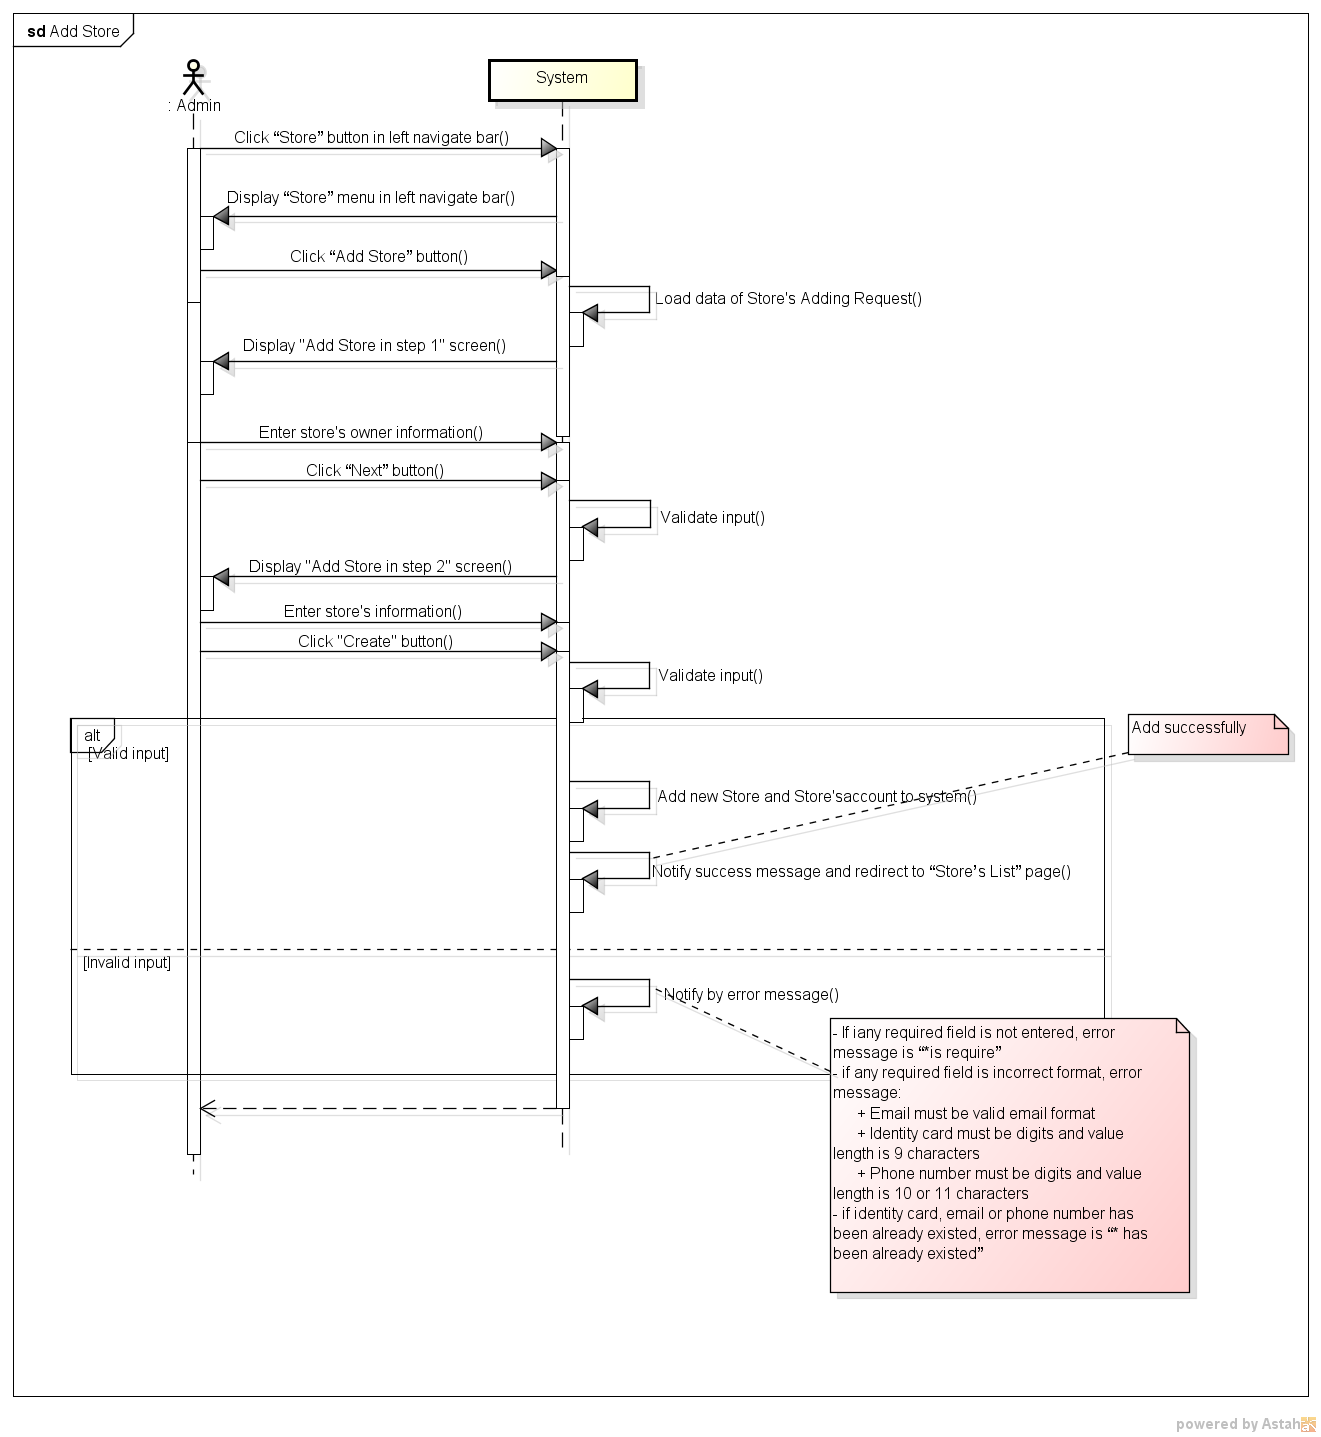 sd Add Store
System
: Admin
Click “Store” button in left navigate bar()
Display “Store” menu in left navigate bar()
Click “Add Store” button()
Load data of Store's Adding Request()
Display "Add Store in step 1" screen()
Enter store's owner information()
Click “Next” button()
Validate input()
Display "Add Store in step 2" screen()
Enter store's information()
Click "Create" button()
Validate input()
alt
[Valid input]
Add successfully
Add new Store and Store'saccount to system()
Notify success message and redirect to “Store’s List” page()
[Invalid input]
Notify by error message()
- If iany required field is not entered, error
message is “*is require”
- if any required field is incorrect format, error
message:
+ Email must be valid email format
+ Identity card must be digits and value
length is 9 characters
+ Phone number must be digits and value
length is 10 or 11 characters
- if identity card, email or phone number has
been already existed, error message is “* has
been already existed”
powered by Astah